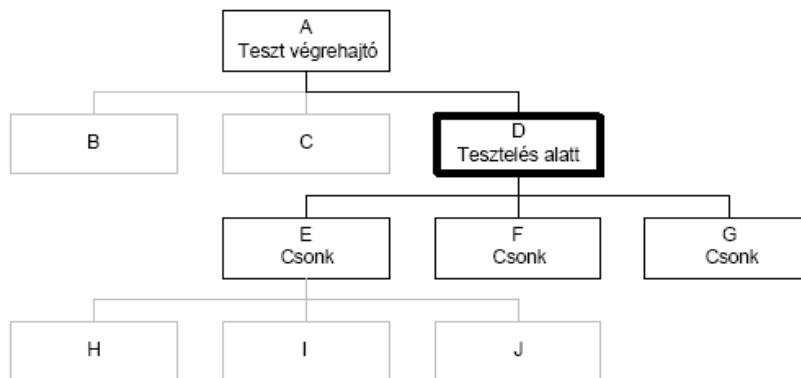 A
Teszt végrehajtó
B
C
D
Tesztelés alatt
E
Csonk
F
Csonk
G
Csonk
H
I
J